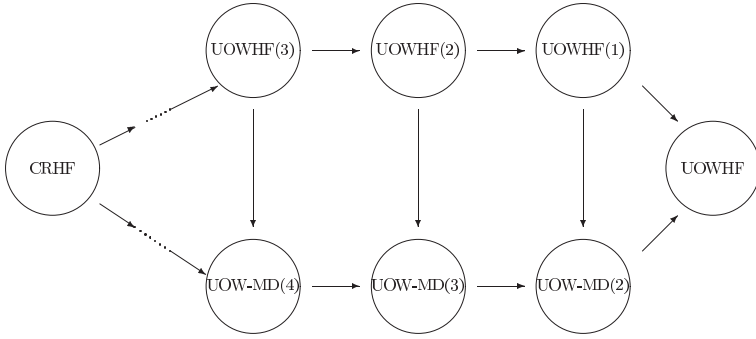 UOWHF(3) UOWHF(2) UOWHF(1)
CRHF UOWHF
UOW-MD(4) UOW-MD(3) UOW-MD(2)